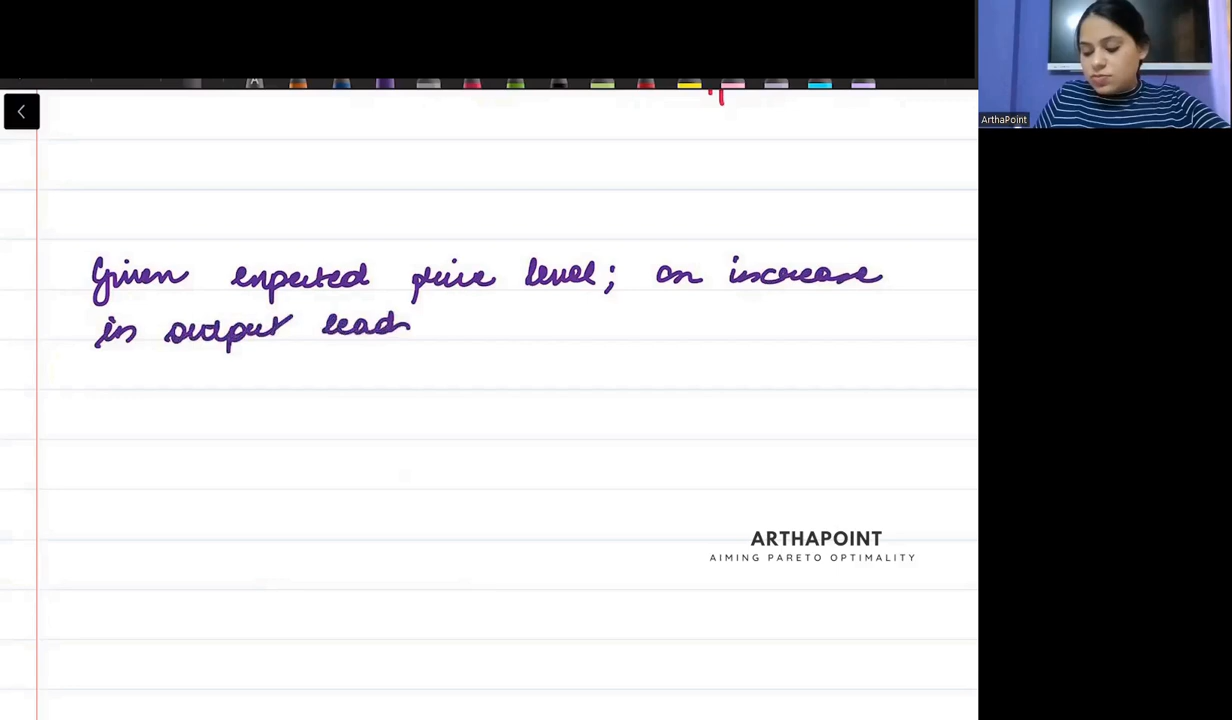 ArthaPoint
Given expected price level; an increase
in output leads
ARTHAPOINT
AIMING PARETO OPTIMALITY